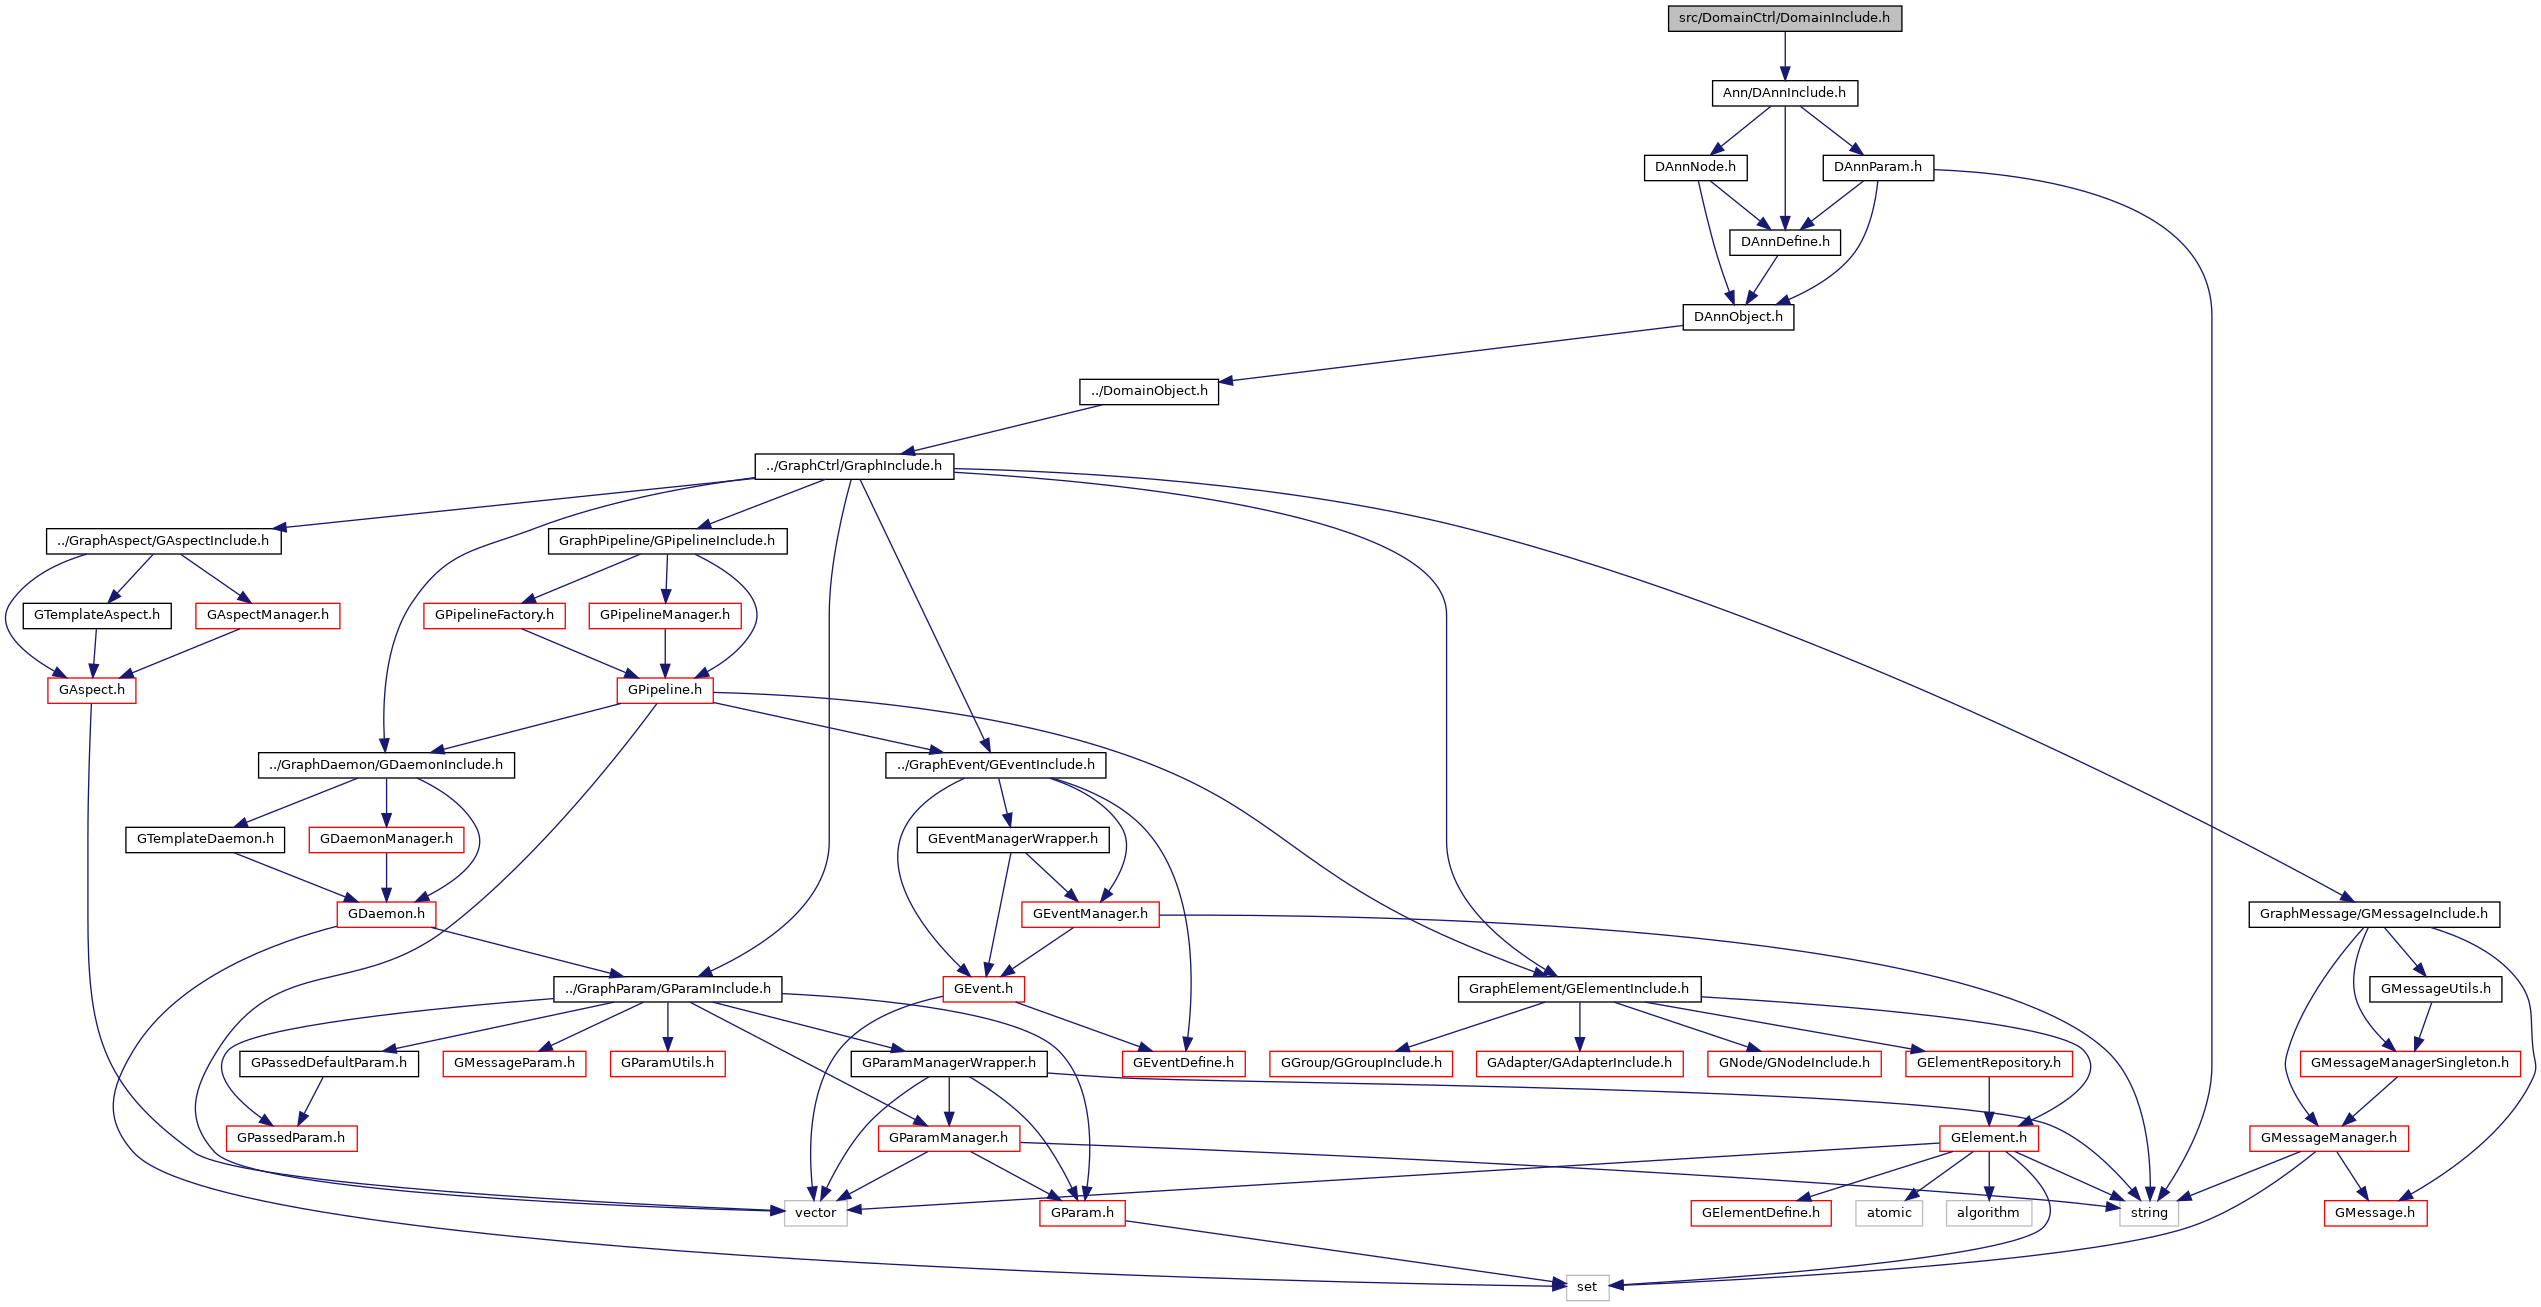 src/DomainCtrl/DomainInclude.h
Ann/DAnnInclude.h
DAnnNode.h
DAnnParam.h
DAnnDefine.h
DAnnObject.h
../DomainObject.h
../GraphCtrl/GraphInclude.h
../GraphAspect/GAspectInclude.h
GraphPipeline/GPipelineInclude.h
GTemplateAspect.h
GAspectManager.h
GPipelineFactory.h
GPipelineManager.h
GAspect.h
GPipeline.h
../GraphDaemon/GDaemonInclude.h
../GraphEvent/GEventInclude.h
GTemplateDaemon.h
GDaemonManager.h
GEventManagerWrapper.h
GDaemon.h
GEventManager.h
GraphMessage/GMessageInclude.h
../GraphParam/GParamInclude.h
GEvent.h
GraphElement/GElementInclude.h
GMessageUtils.h
GPassedDefaultParam.h
GMessageParam.h
GParamUtils.h
GParamManagerWrapper.h
GEventDefine.h
GGroup/GGroupInclude.h
GAdapter/GAdapterInclude.h
GNode/GNodeInclude.h
GElementRepository.h
GMessageManagerSingleton.h
GPassedParam.h
GParamManager.h
GElement.h
GMessageManager.h
vector
GParam.h
GElementDefine.h
atomic
algorithm
string
GMessage.h
set